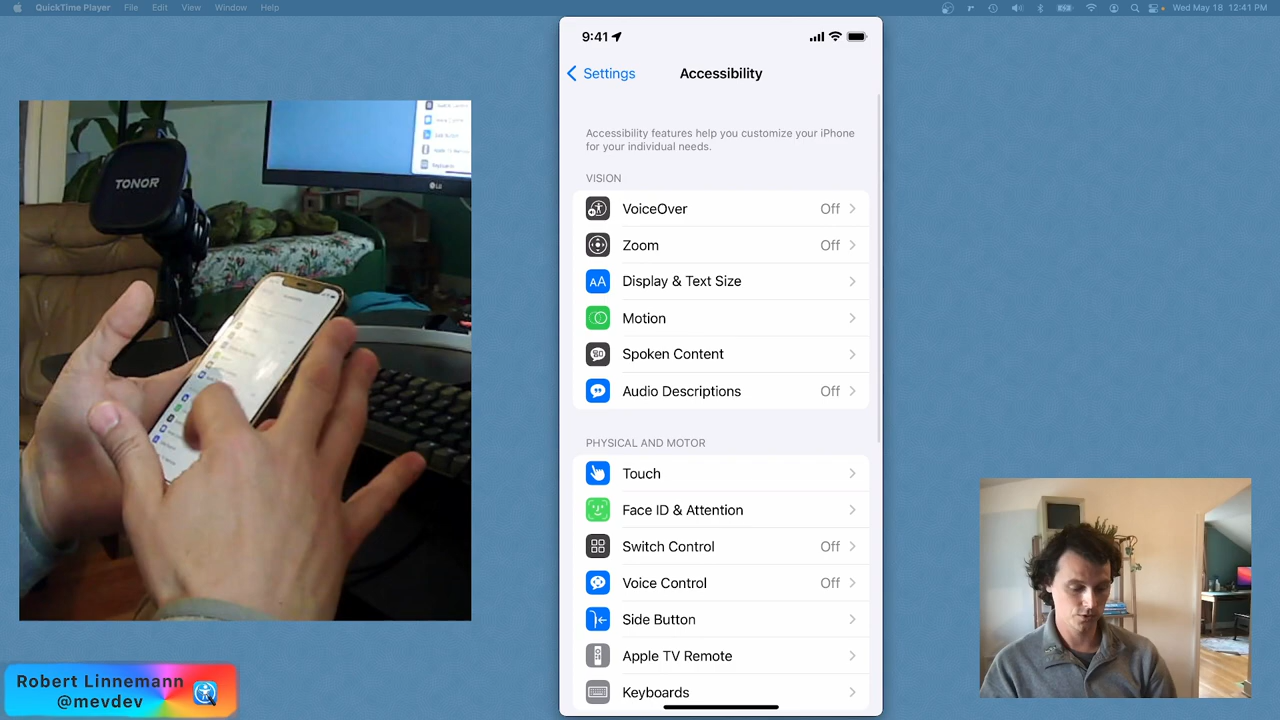 QuickTime Player File Edit View Window Help
Wed May 18 12:41 PM
9:41
Settings
Accessibility
Accessibility features help you customize your iPhone
for your individual needs.
VISION
VoiceOver Off
Zoom Off
AA Display & Text Size
Motion
Spoken Content
Audio Descriptions Off
PHYSICAL AND MOTOR
Touch
Face ID & Attention
Switch Control Off
Voice Control Off
Side Button
Apple TV Remote
Keyboards
TONOR
LG
Robert Linnemann
@mevdev